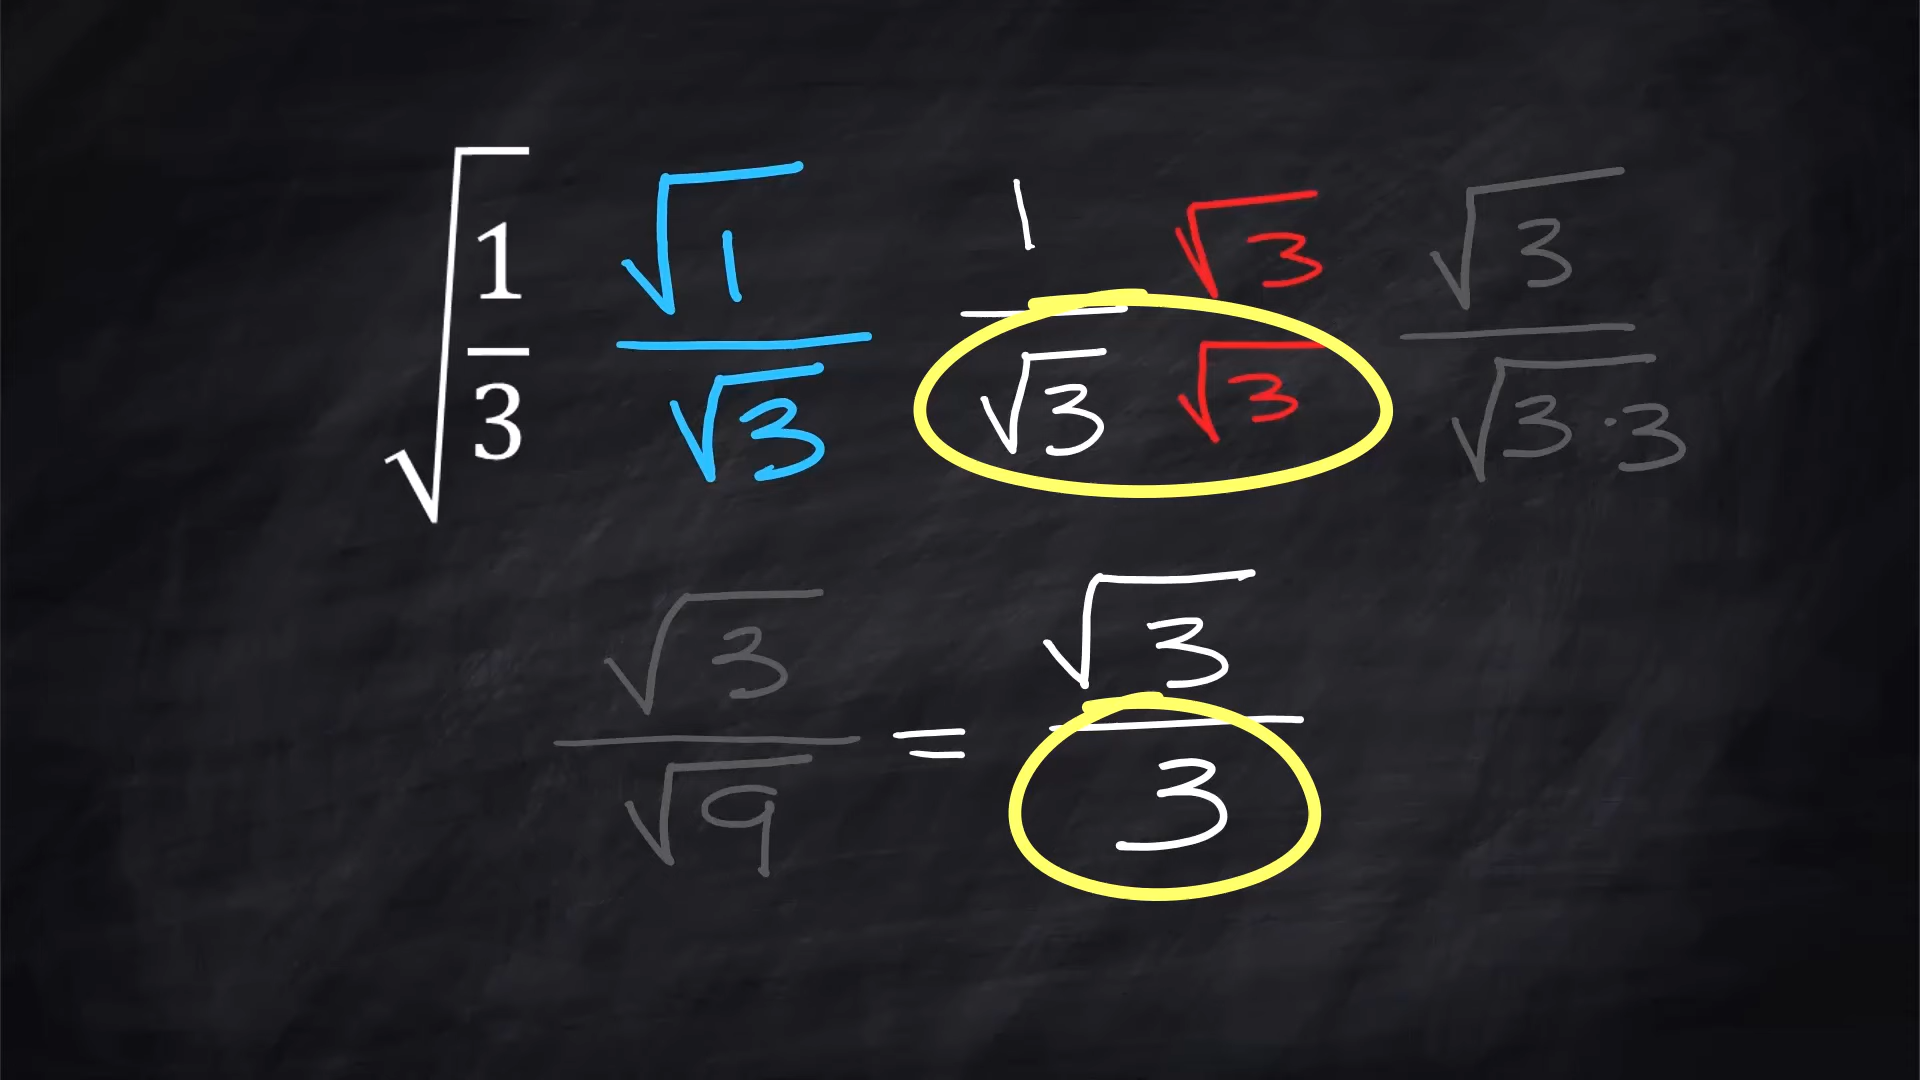 √(1/3) √1/√3 1/√3 √3/√3 √3/√(3·3)
√3/√9 = √3/3